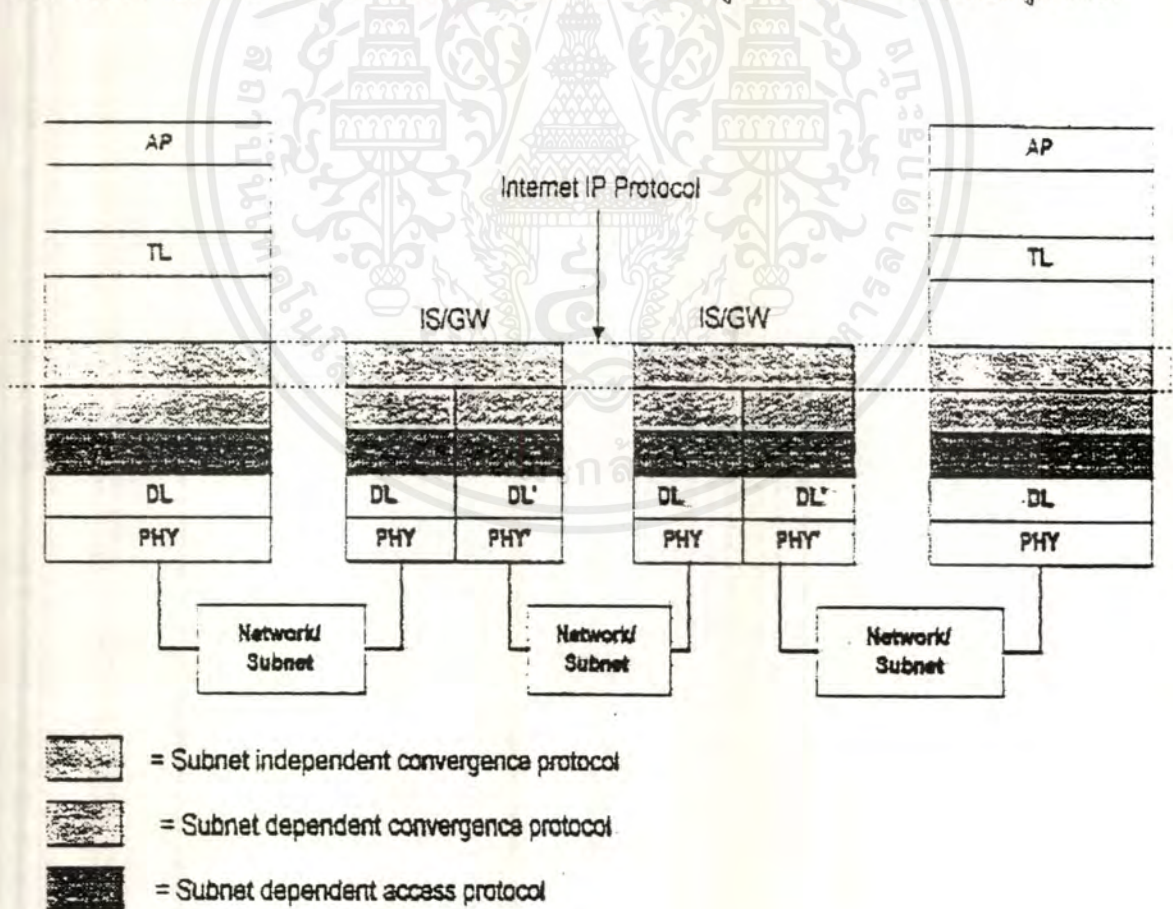 AP
AP
Internet IP Protocol
TL
TL
IS/GW
IS/GW
DL
DL
DL'
DL
DL'
DL
PHY
PHY
PHY'
PHY
PHY'
PHY
Network/
Subnet
Network/
Subnet
Network/
Subnet
= Subnet independent convergence protocol
= Subnet dependent convergence protocol
= Subnet dependent access protocol